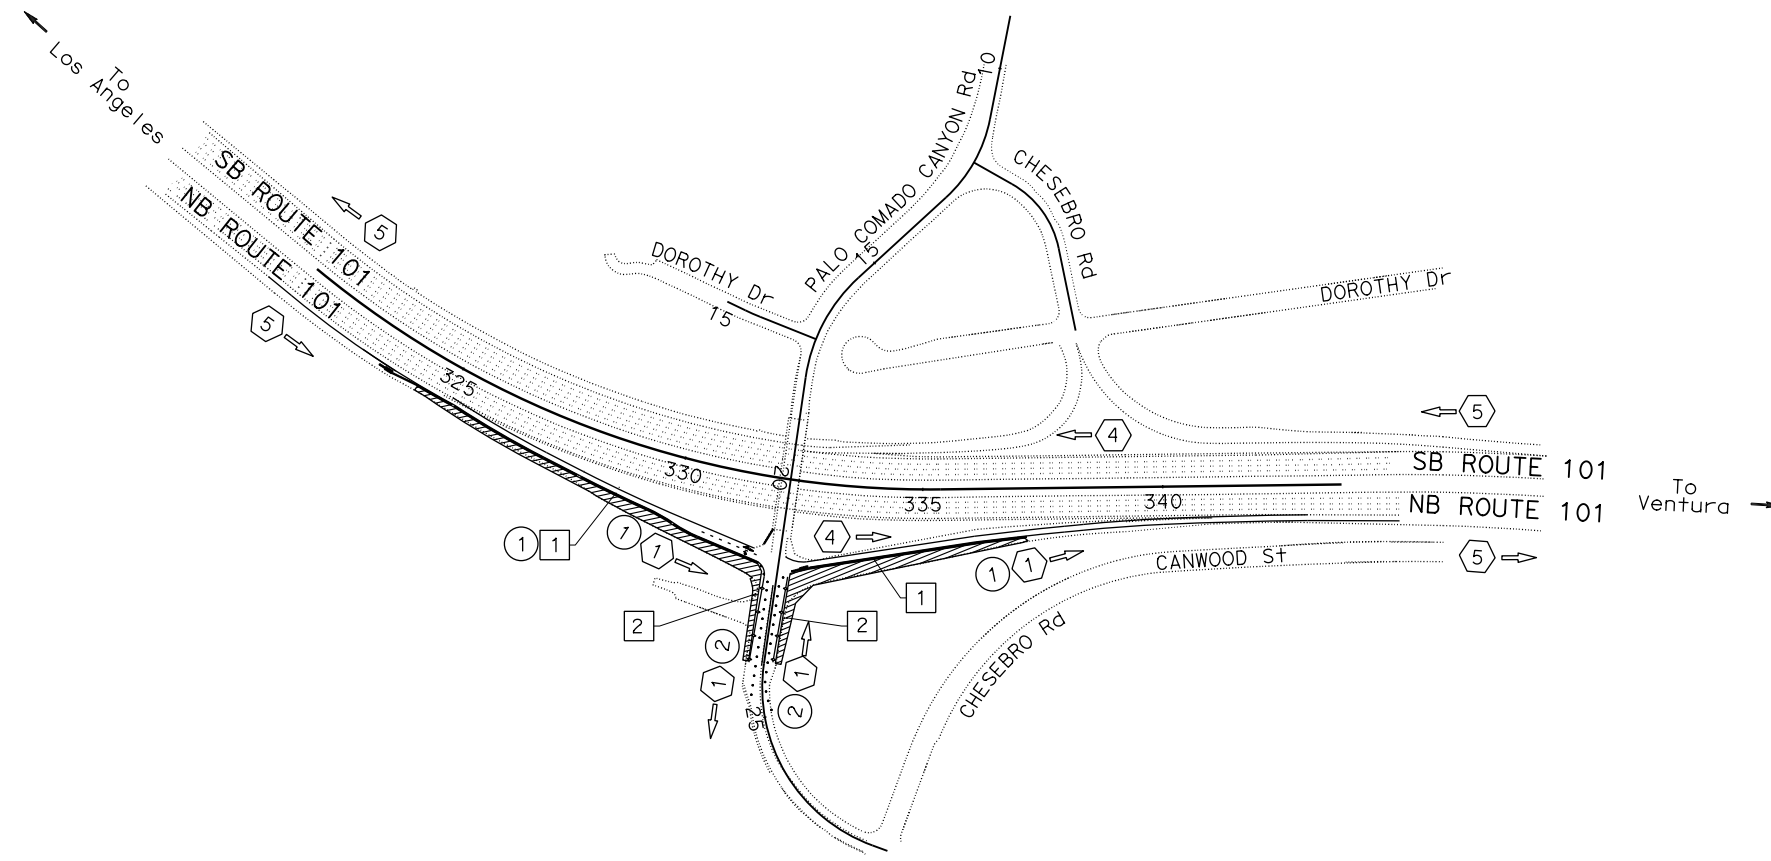 To
Los Angeles
SB ROUTE 101
NB ROUTE 101
5
5
DOROTHY Dr
15
PALO COMADO CANYON Rd
10
15
CHESEBRO Rd
DOROTHY Dr
325
330
20
335
340
4
5
SB ROUTE 101
NB ROUTE 101
To
Ventura
1
1
1
1
4
1
1
1
CANWOOD St
5
2
2
2
1
1
2
25
CHESEBRO Rd